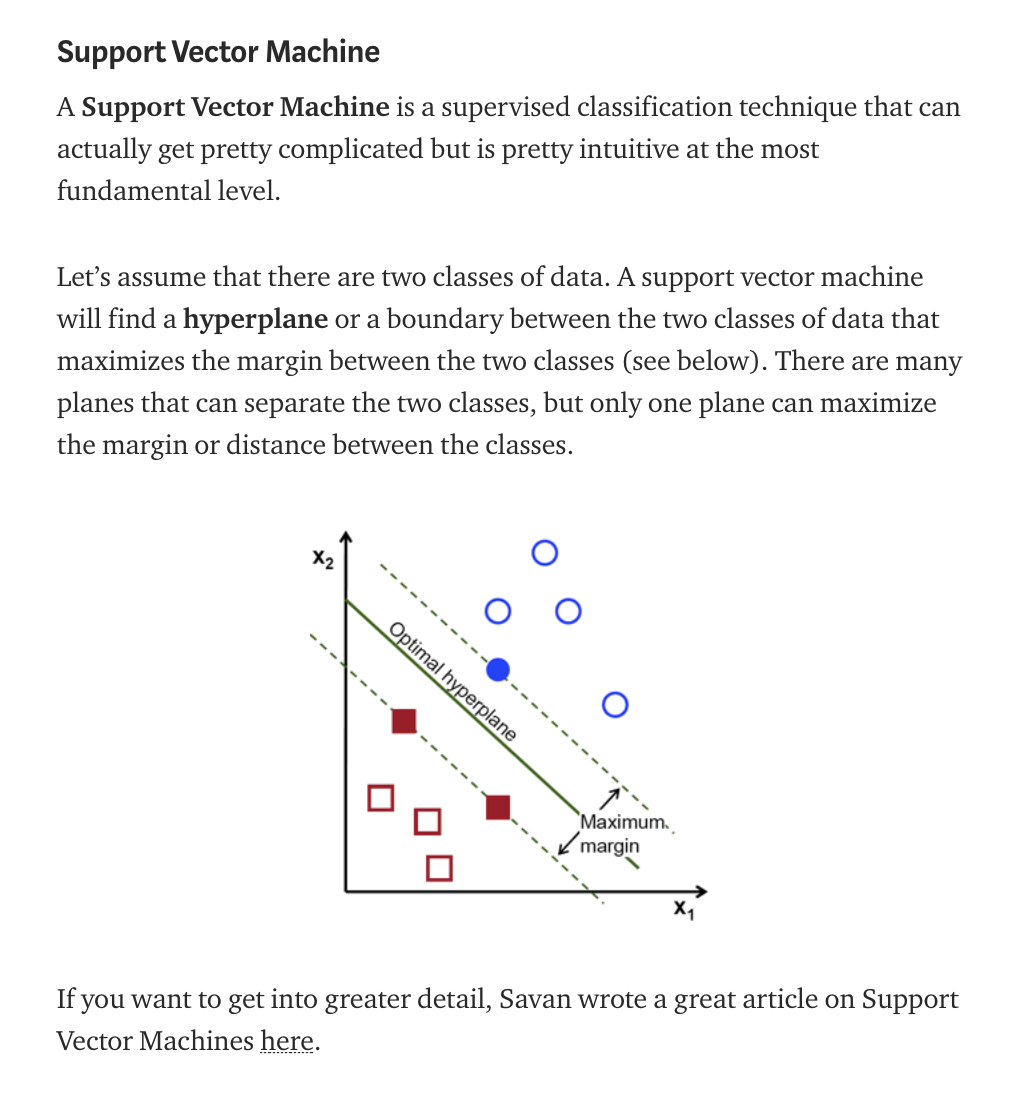 Support Vector Machine
A Support Vector Machine is a supervised classification technique that can
actually get pretty complicated but is pretty intuitive at the most
fundamental level.
Let’s assume that there are two classes of data. A support vector machine
will find a hyperplane or a boundary between the two classes of data that
maximizes the margin between the two classes (see below). There are many
planes that can separate the two classes, but only one plane can maximize
the margin or distance between the classes.
X₂
Optimal hyperplane
Maximum
margin
X₁
If you want to get into greater detail, Savan wrote a great article on Support
Vector Machines here.